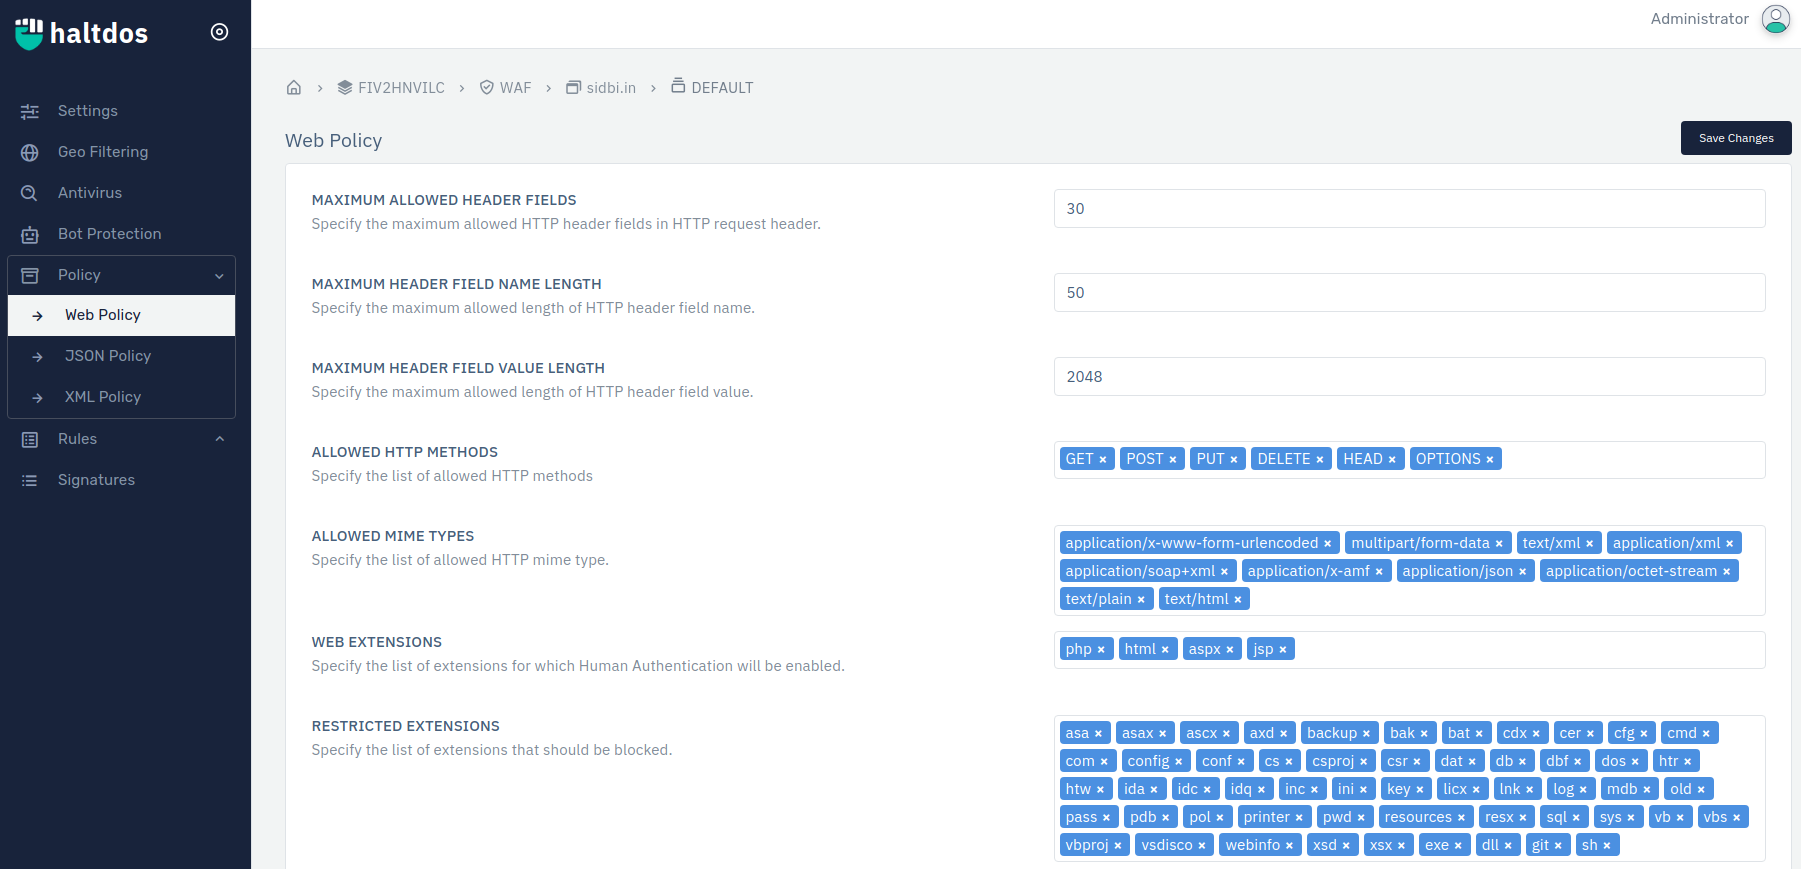 haltdos
Administrator
Settings
Geo Filtering
Antivirus
Bot Protection
Policy
Web Policy
JSON Policy
XML Policy
Rules
Signatures
FIV2HNVILC
WAF
sidbi.in
DEFAULT
Web Policy
Save Changes
MAXIMUM ALLOWED HEADER FIELDS
Specify the maximum allowed HTTP header fields in HTTP request header.
30
MAXIMUM HEADER FIELD NAME LENGTH
Specify the maximum allowed length of HTTP header field name.
50
MAXIMUM HEADER FIELD VALUE LENGTH
Specify the maximum allowed length of HTTP header field value.
2048
ALLOWED HTTP METHODS
Specify the list of allowed HTTP methods
GET × POST × PUT × DELETE × HEAD × OPTIONS ×
ALLOWED MIME TYPES
Specify the list of allowed HTTP mime type.
application/x-www-form-urlencoded × multipart/form-data × text/xml × application/xml ×
application/soap+xml × application/x-amf × application/json × application/octet-stream ×
text/plain × text/html ×
WEB EXTENSIONS
Specify the list of extensions for which Human Authentication will be enabled.
php × html × aspx × jsp ×
RESTRICTED EXTENSIONS
Specify the list of extensions that should be blocked.
asa × asax × ascx × axd × backup × bak × bat × cdx × cer × cfg × cmd ×
com × config × conf × cs × csproj × csr × dat × db × dbf × dos × htr ×
htw × ida × idc × idq × inc × ini × key × licx × lnk × log × mdb × old ×
pass × pdb × pol × printer × pwd × resources × resx × sql × sys × vb × vbs ×
vbproj × vsdisco × webinfo × xsd × xsx × exe × dll × git × sh ×